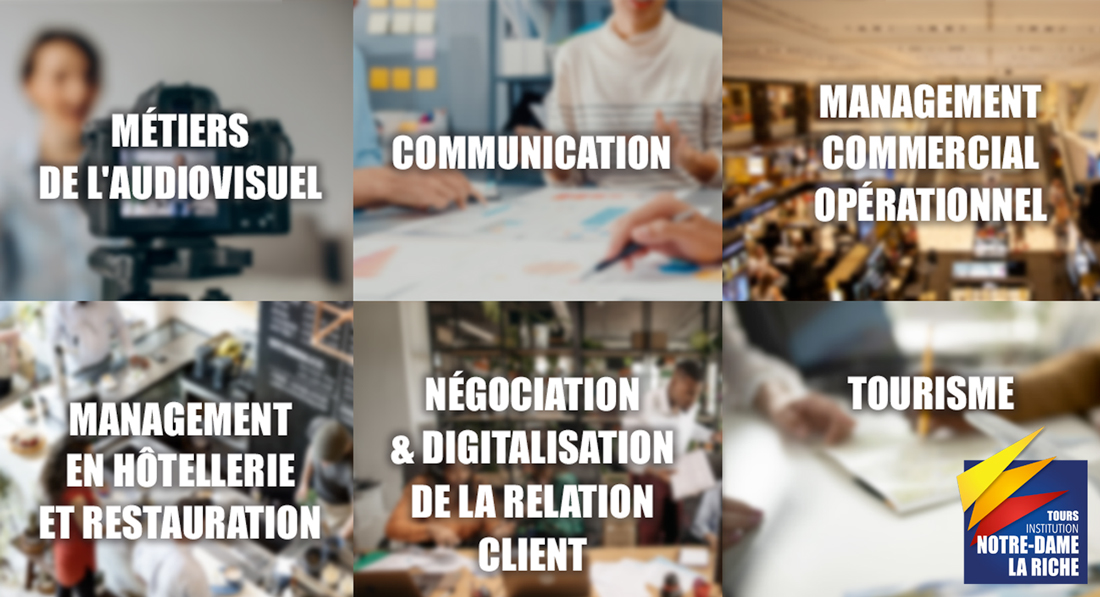 MÉTIERS
DE L'AUDIOVISUEL
COMMUNICATION
MANAGEMENT
COMMERCIAL
OPÉRATIONNEL
MANAGEMENT
EN HÔTELLERIE
ET RESTAURATION
NÉGOCIATION
& DIGITALISATION
DE LA RELATION
CLIENT
TOURISME
TOURS
INSTITUTION
NOTRE-DAME
LA RICHE